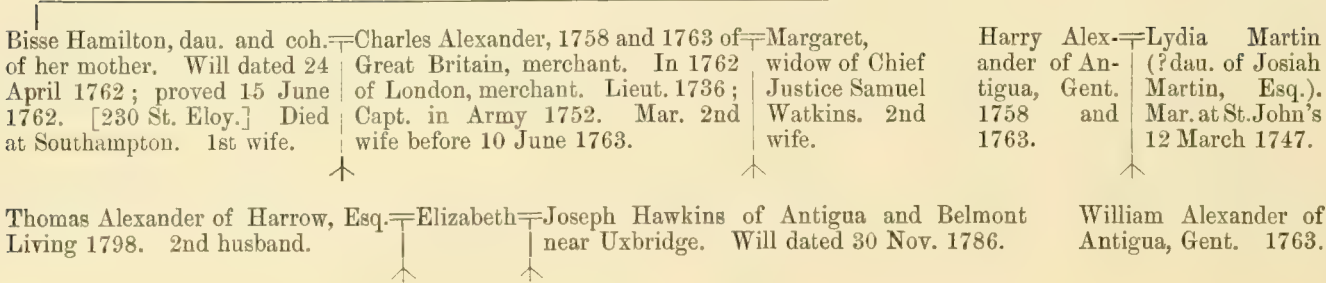 Bisse Hamilton, dau. and coh.
of her mother. Will dated 24
April 1762 ; proved 15 June
1762. [230 St. Eloy.] Died
at Southampton. 1st wife.
Charles Alexander, 1758 and 1763 of
Great Britain, merchant. In 1762
of London, merchant. Lieut. 1736 ;
Capt. in Army 1752. Mar. 2nd
wife before 10 June 1763.
Margaret,
widow of Chief
Justice Samuel
Watkins. 2nd
wife.
Harry Alex-
ander of An-
tigua, Gent.
1758 and
1763.
Lydia Martin
(?dau. of Josiah
Martin, Esq.).
Mar. at St. John's
12 March 1747.
Thomas Alexander of Harrow, Esq.
Living 1798. 2nd husband.
Elizabeth
Joseph Hawkins of Antigua and Belmont
near Uxbridge. Will dated 30 Nov. 1786.
William Alexander of
Antigua, Gent. 1763.